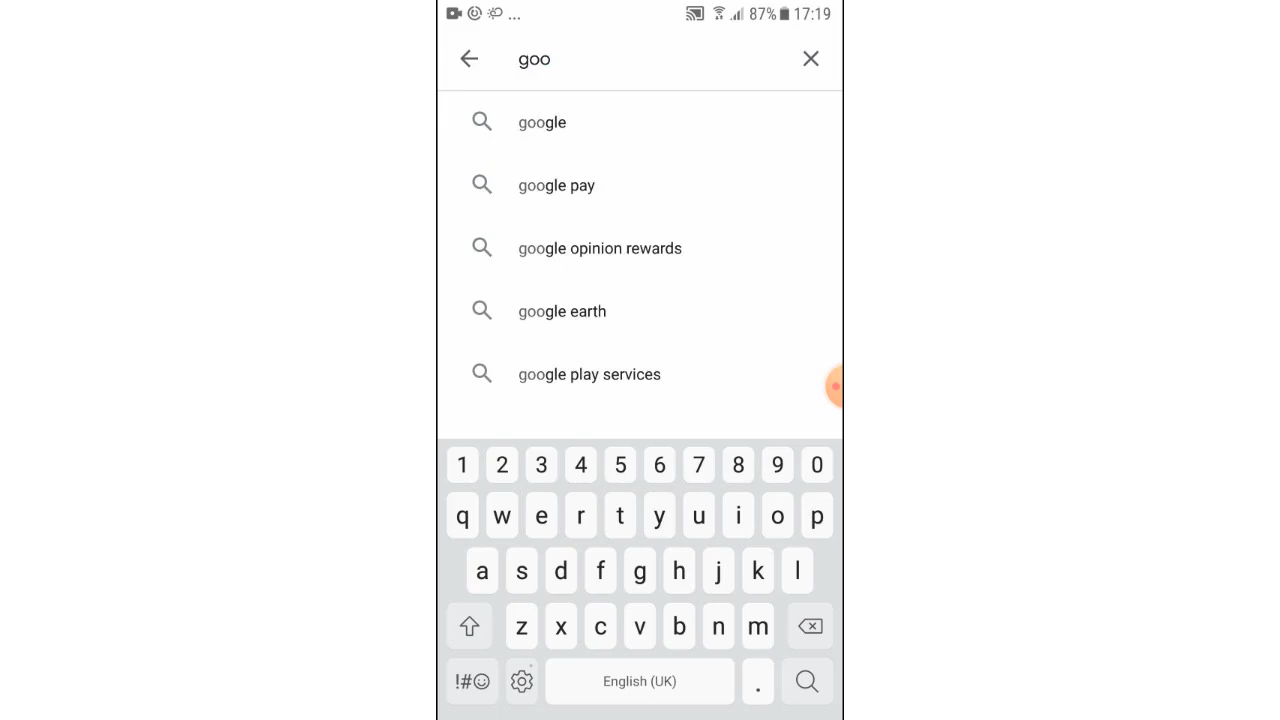 ... 87% 17:19
goo
google
google pay
google opinion rewards
google earth
google play services
1 2 3 4 5 6 7 8 9 0
q w e r t y u i o p
a s d f g h j k l
z x c v b n m
!#☺ English (UK) .